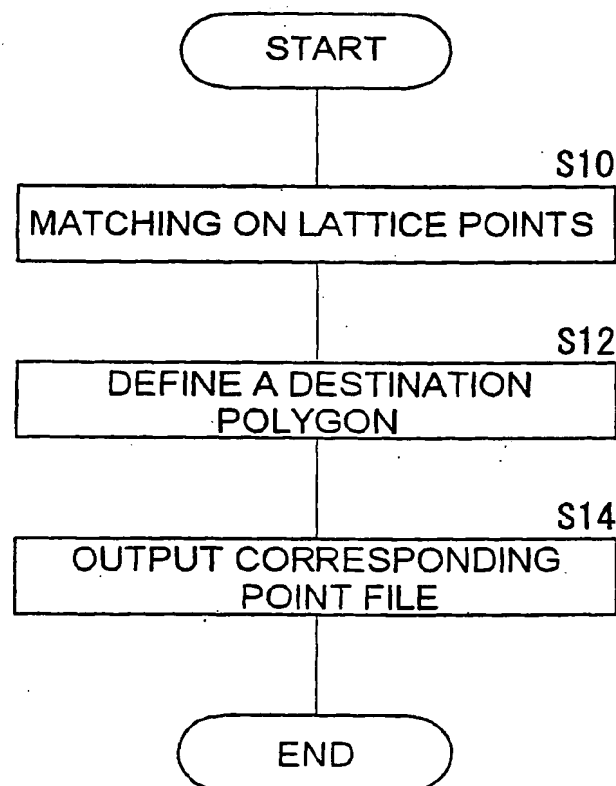 START
S10
MATCHING ON LATTICE POINTS
S12
DEFINE A DESTINATION
POLYGON
S14
OUTPUT CORRESPONDING
POINT FILE
END